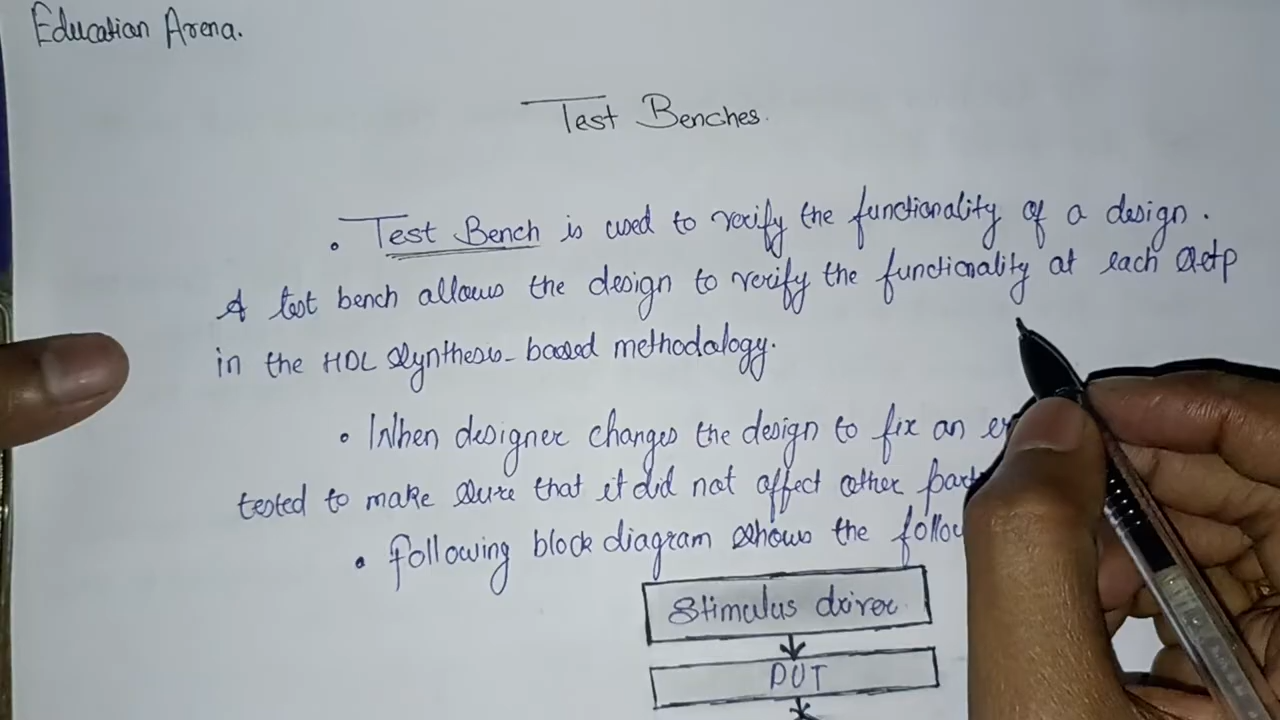 Education Arena.
Test Benches.
• Test Bench is used to verify the functionality of a design.
A test bench allows the design to verify the functionality at each step
in the HDL synthesis-based methodology.
• When designer changes the design to fix an
tested to make sure that it did not affect other
• following block diagram shows the
Stimulus driver
DUT